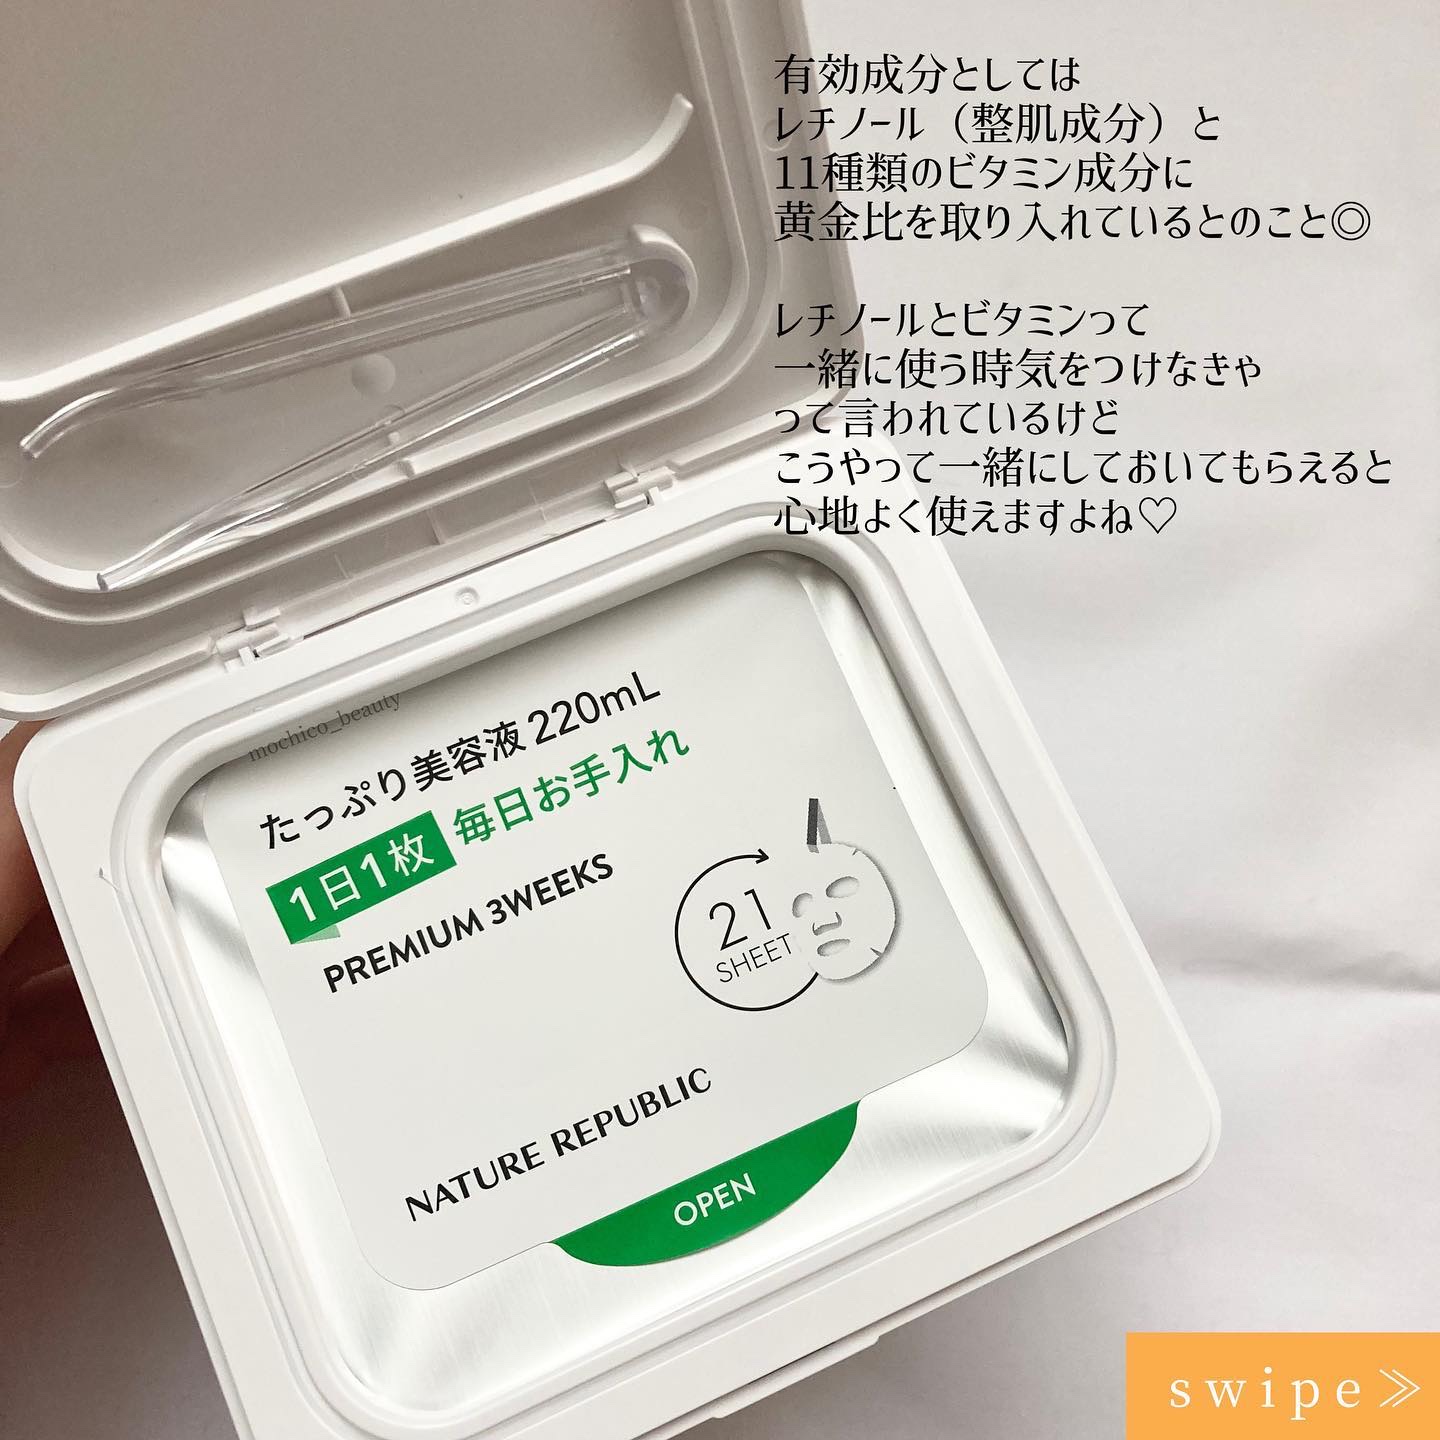 有効成分としては
レチノール（整肌成分）と
11種類のビタミン成分に
黄金比を取り入れているとのこと◎
レチノールとビタミンって
一緒に使う時気をつけなきゃ
って言われているけど
こうやって一緒にしておいてもらえると
心地よく使えますよね♡
mochico_beauty
たっぷり美容液 220mL
1日1枚 毎日お手入れ
PREMIUM 3WEEKS
21
SHEET
NATURE REPUBLIC
OPEN
swipe≫